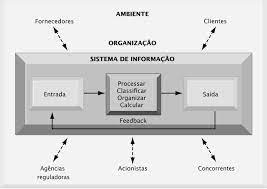 AMBIENTE
Fornecedores
Clientes
ORGANIZAÇÃO
SISTEMA DE INFORMAÇÃO
Entrada
Processar
Classificar
Organizar
Calcular
Saída
Feedback
Agências
reguladoras
Acionistas
Concorrentes